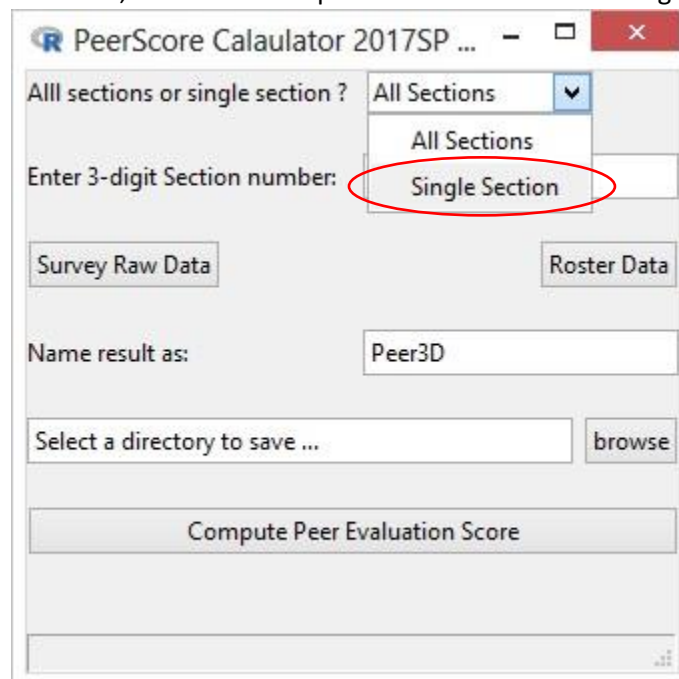 PeerScore Calaulator 2017SP ...
Alll sections or single section ? All Sections
All Sections
Enter 3-digit Section number: Single Section
Survey Raw Data Roster Data
Name result as: Peer3D
Select a directory to save ... browse
Compute Peer Evaluation Score